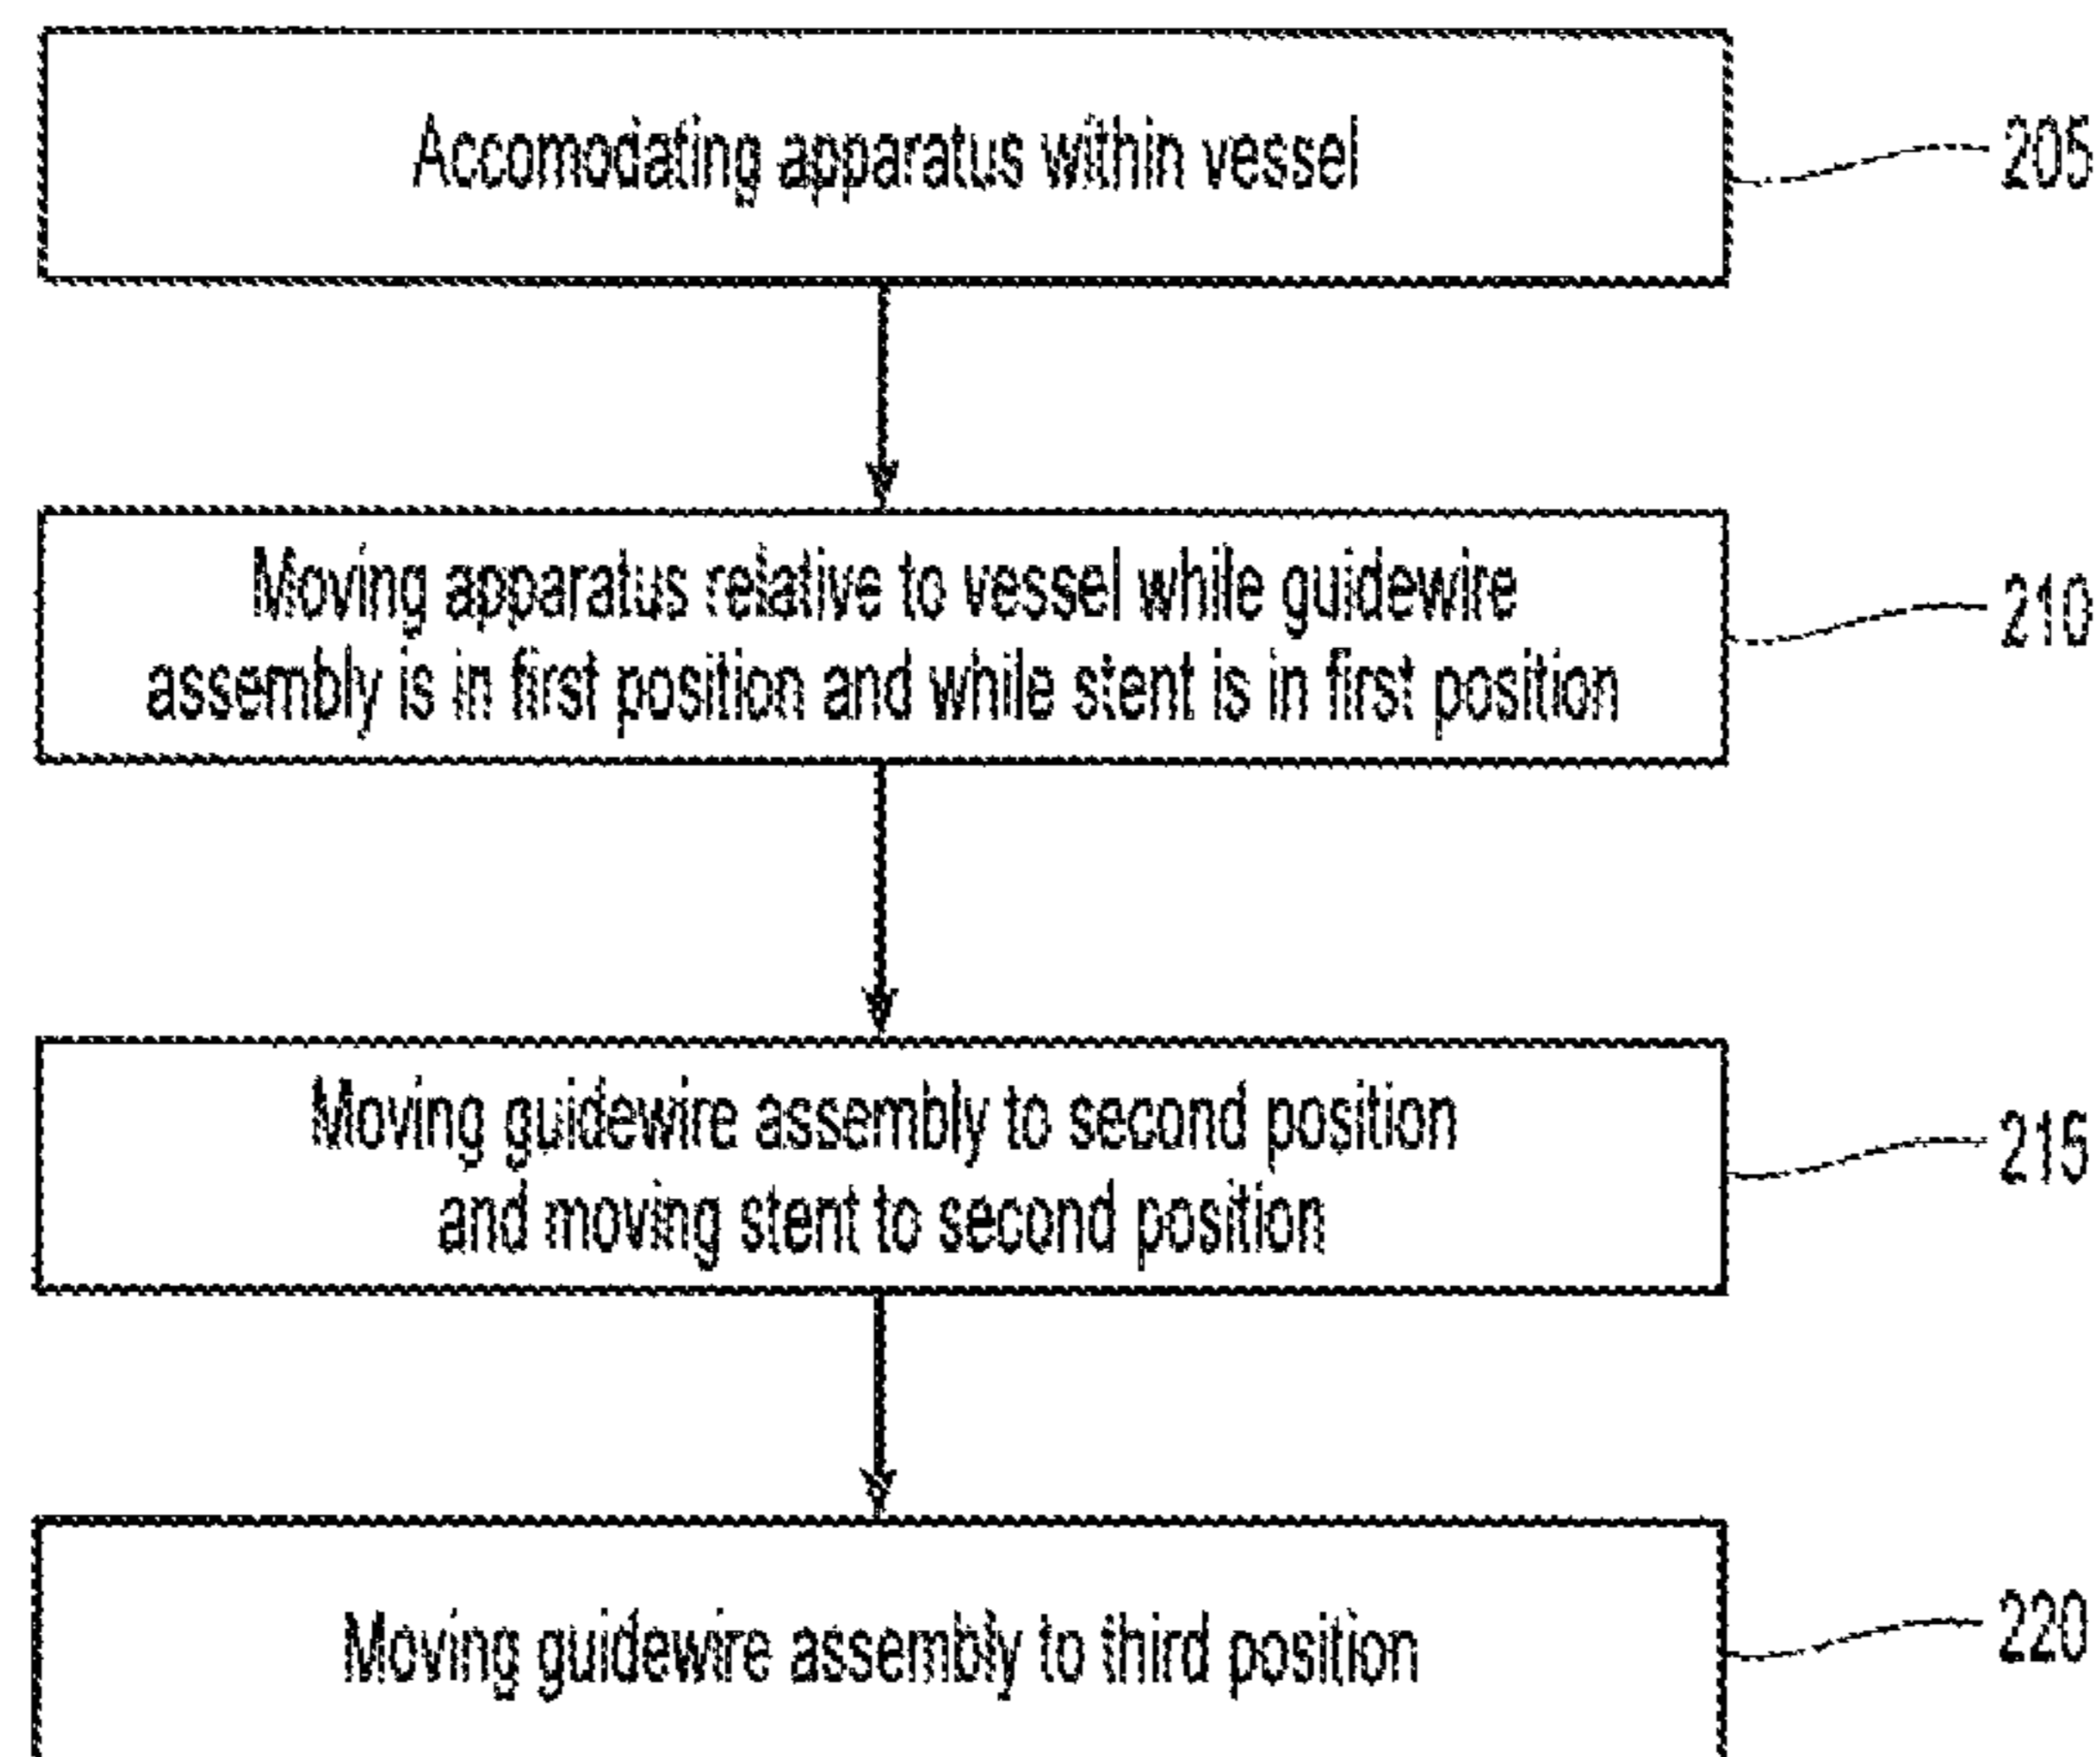 Accomodating apparatus within vessel
205
Moving apparatus relative to vessel while guidewire
assembly is in first position and while stent is in first position
210
Moving guidewire assembly to second position
and moving stent to second position
215
Moving guidewire assembly to third position
220